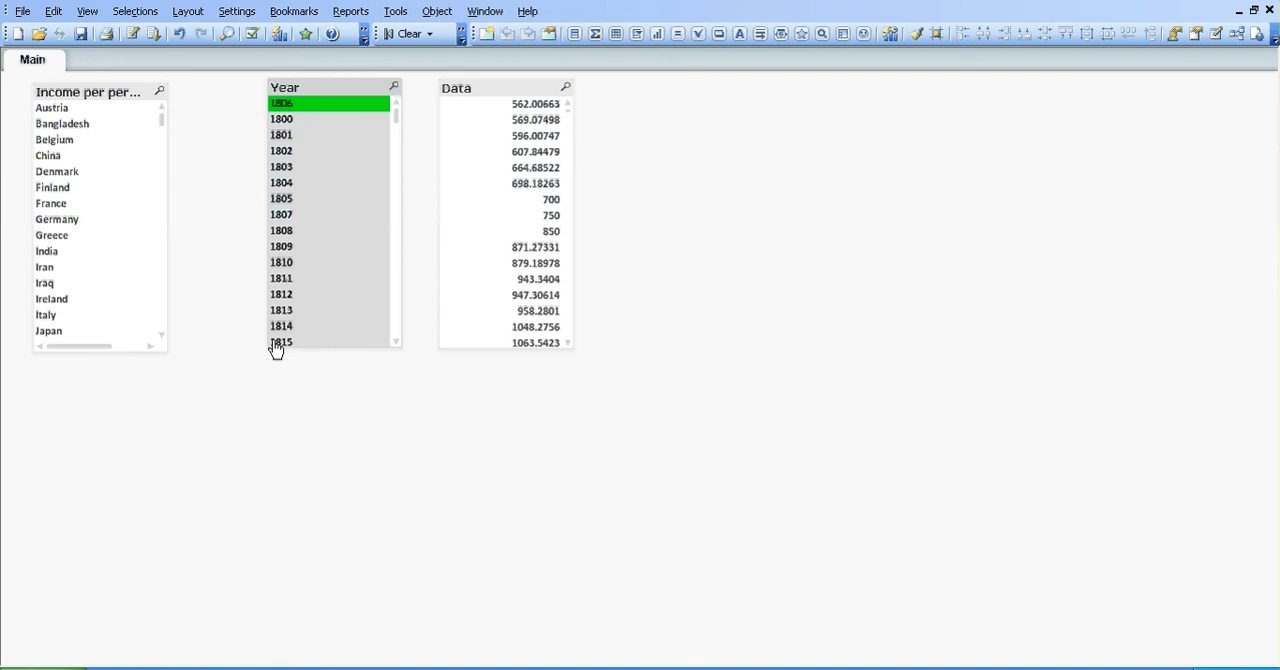 File Edit View Selections Layout Settings Bookmarks Reports Tools Object Window Help
Clear
Main
Income per per...
Austria
Bangladesh
Belgium
China
Denmark
Finland
France
Germany
Greece
India
Iran
Iraq
Ireland
Italy
Japan
Year
1806
1800
1801
1802
1803
1804
1805
1807
1808
1809
1810
1811
1812
1813
1814
1815
Data
562.00663
569.07498
596.00747
607.84479
664.68522
698.18263
700
750
850
871.27331
879.18978
943.3404
947.30614
958.2801
1048.2756
1063.5423